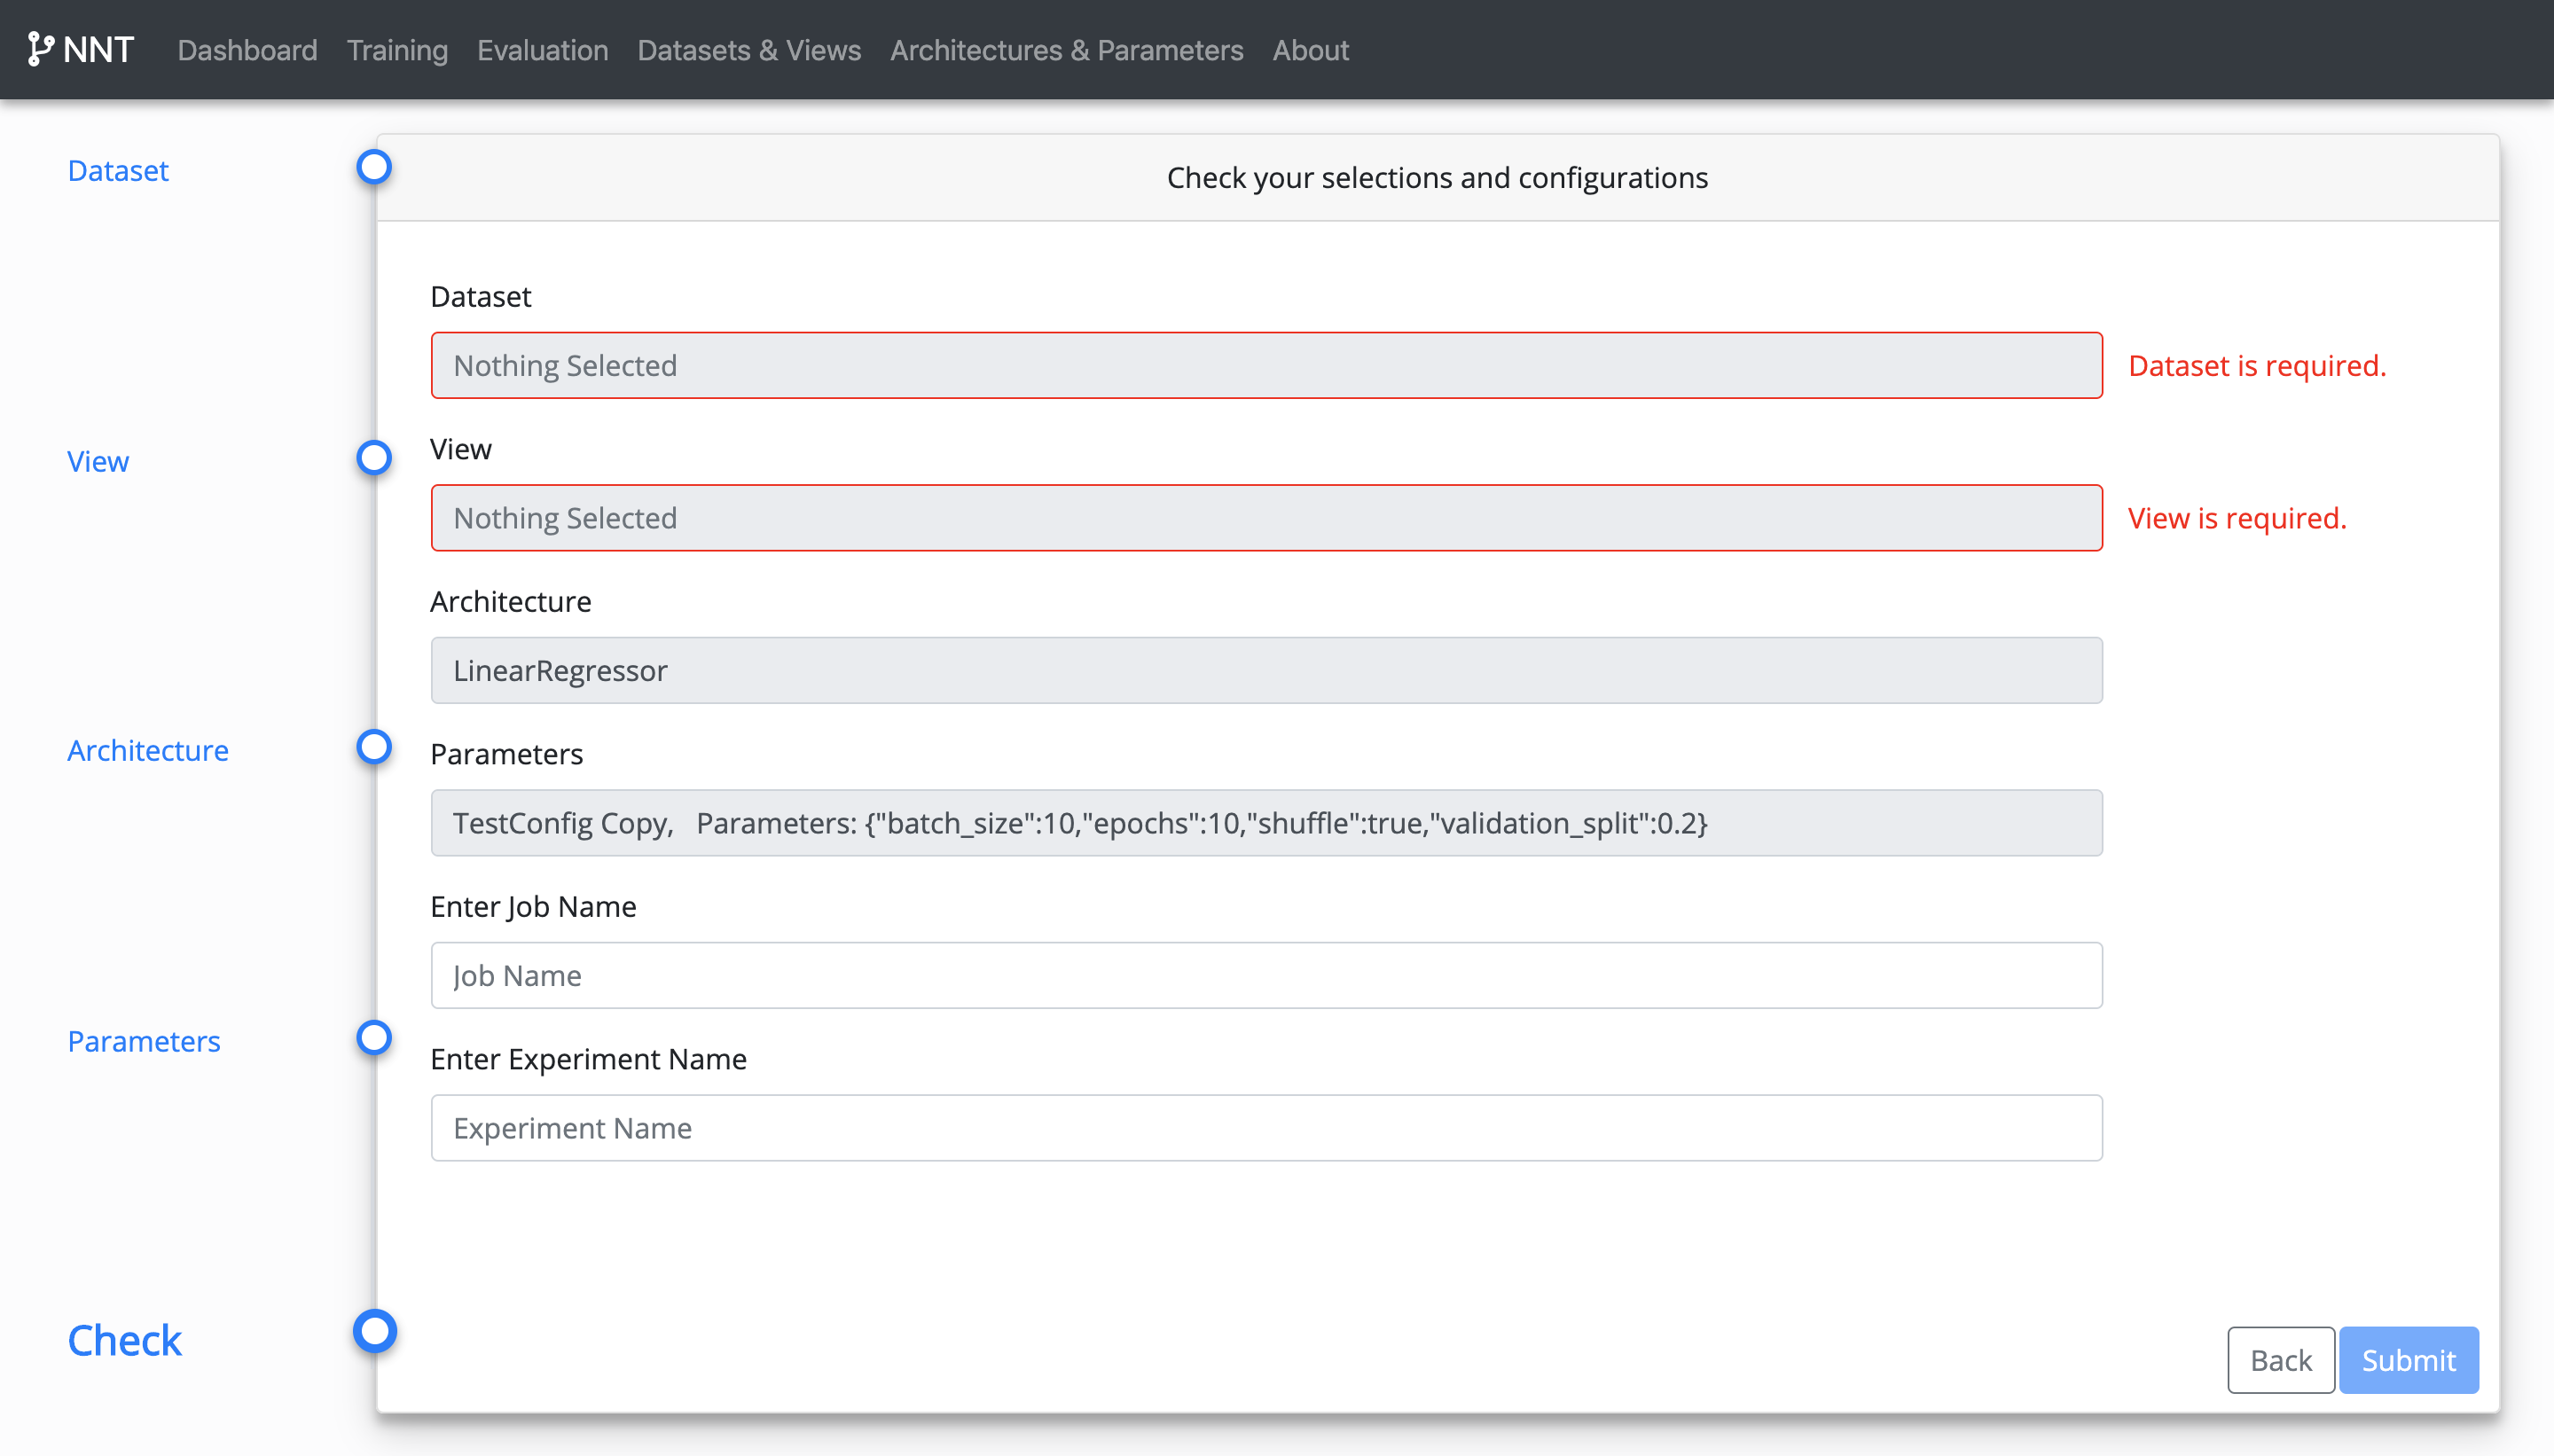 NNT Dashboard Training Evaluation Datasets & Views Architectures & Parameters About
Dataset
View
Architecture
Parameters
Check
Check your selections and configurations
Dataset
Nothing Selected
Dataset is required.
View
Nothing Selected
View is required.
Architecture
LinearRegressor
Parameters
TestConfig Copy,   Parameters: {"batch_size":10,"epochs":10,"shuffle":true,"validation_split":0.2}
Enter Job Name
Job Name
Enter Experiment Name
Experiment Name
Back Submit